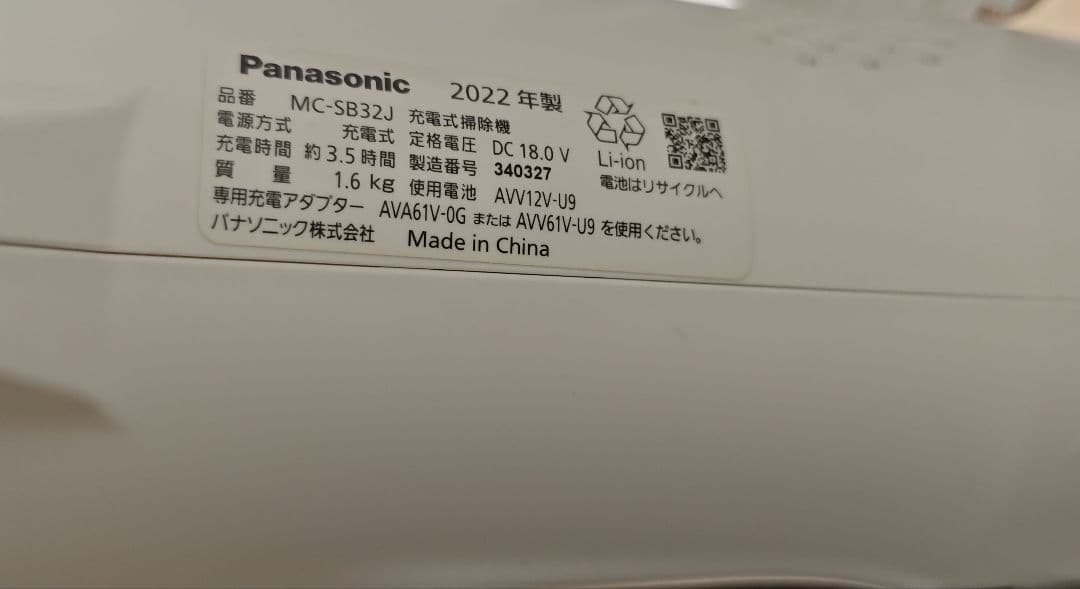 Panasonic 2022 年製
品番 MC-SB32J 充電式掃除機
電源方式 充電式 定格電圧 DC 18.0 V
充電時間 約3.5時間 製造番号 340327
質量 1.6 kg 使用電池 AVV12V-U9
専用充電アダプター AVA61V-0G または AVV61V-U9 を使用ください。
パナソニック株式会社 Made in China
Li-ion
電池はリサイクルへ